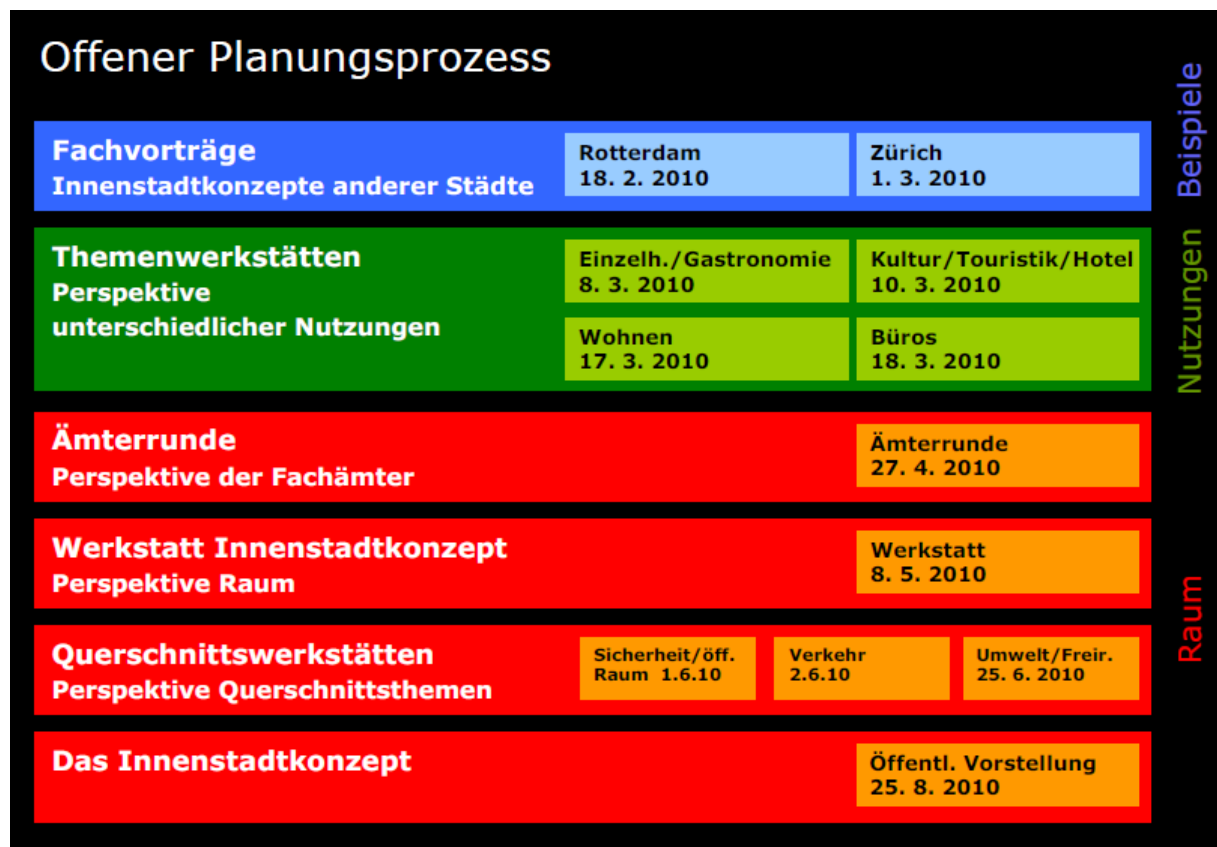 Offener Planungsprozess
Beispiele
Fachvorträge
Innenstadtkonzepte anderer Städte
Rotterdam
18. 2. 2010
Zürich
1. 3. 2010
Nutzungen
Themenwerkstätten
Perspektive
unterschiedlicher Nutzungen
Einzelh./Gastronomie
8. 3. 2010
Kultur/Touristik/Hotel
10. 3. 2010
Wohnen
17. 3. 2010
Büros
18. 3. 2010
Raum
Ämterrunde
Perspektive der Fachämter
Ämterrunde
27. 4. 2010
Werkstatt Innenstadtkonzept
Perspektive Raum
Werkstatt
8. 5. 2010
Querschnittswerkstätten
Perspektive Querschnittsthemen
Sicherheit/öff.
Raum 1.6.10
Verkehr
2.6.10
Umwelt/Freir.
25. 6. 2010
Das Innenstadtkonzept
Öffentl. Vorstellung
25. 8. 2010